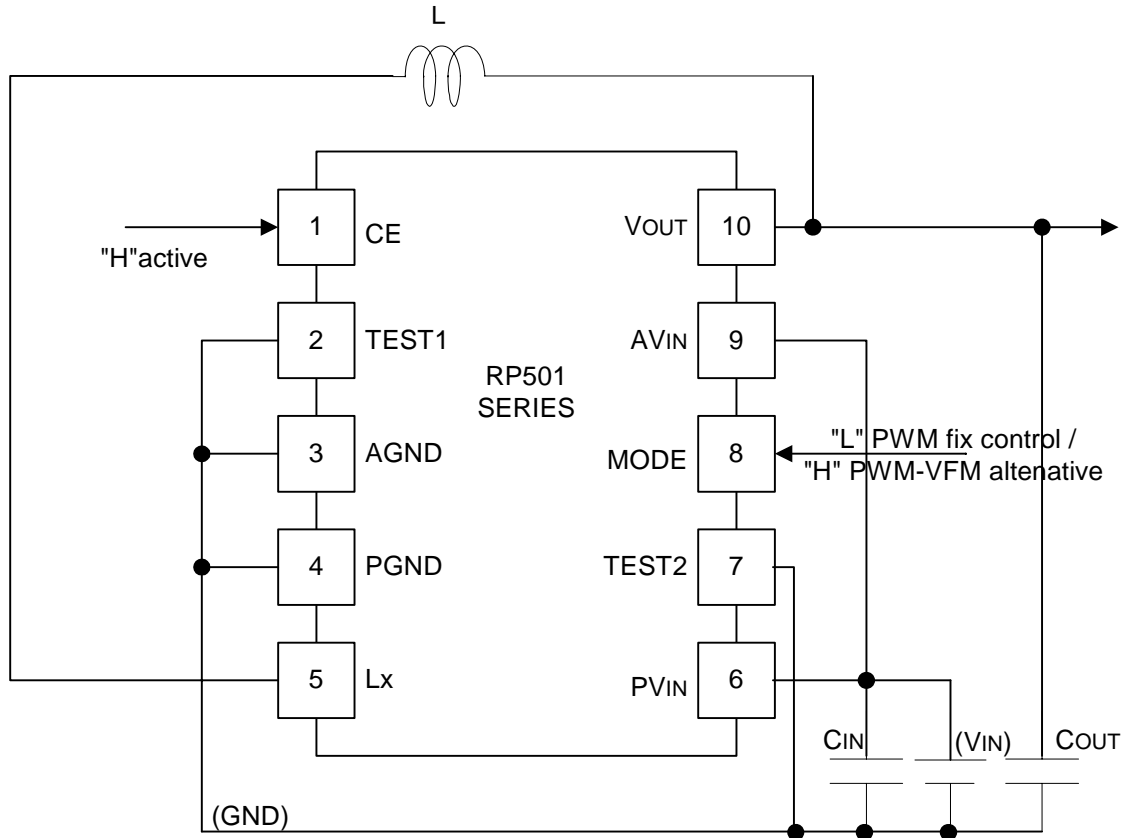 L
1
CE
VOUT
10
"H"active
2
TEST1
AVIN
9
RP501
SERIES
3
AGND
MODE
8
"L" PWM fix control /
"H" PWM-VFM altenative
4
PGND
TEST2
7
5
Lx
PVIN
6
CIN
(VIN)
COUT
(GND)